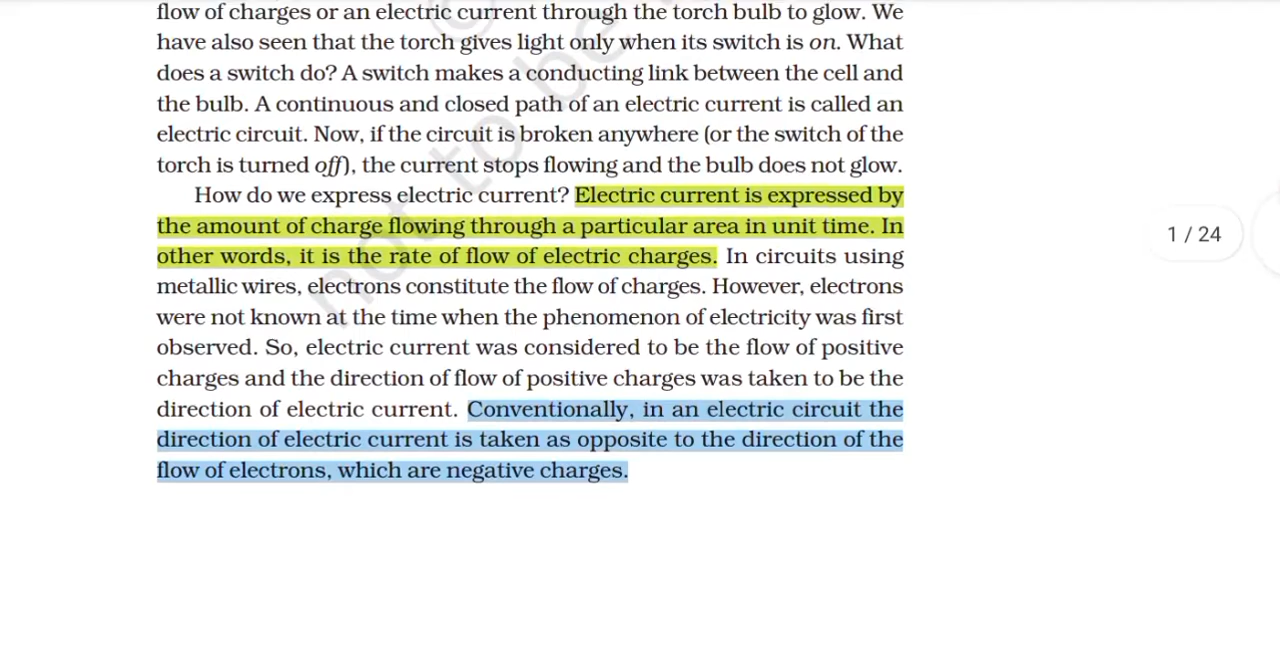 flow of charges or an electric current through the torch bulb to glow. We
have also seen that the torch gives light only when its switch is on. What
does a switch do? A switch makes a conducting link between the cell and
the bulb. A continuous and closed path of an electric current is called an
electric circuit. Now, if the circuit is broken anywhere (or the switch of the
torch is turned off), the current stops flowing and the bulb does not glow.
How do we express electric current? Electric current is expressed by
the amount of charge flowing through a particular area in unit time. In
other words, it is the rate of flow of electric charges. In circuits using
metallic wires, electrons constitute the flow of charges. However, electrons
were not known at the time when the phenomenon of electricity was first
observed. So, electric current was considered to be the flow of positive
charges and the direction of flow of positive charges was taken to be the
direction of electric current. Conventionally, in an electric circuit the
direction of electric current is taken as opposite to the direction of the
flow of electrons, which are negative charges.
1 / 24
© not to be